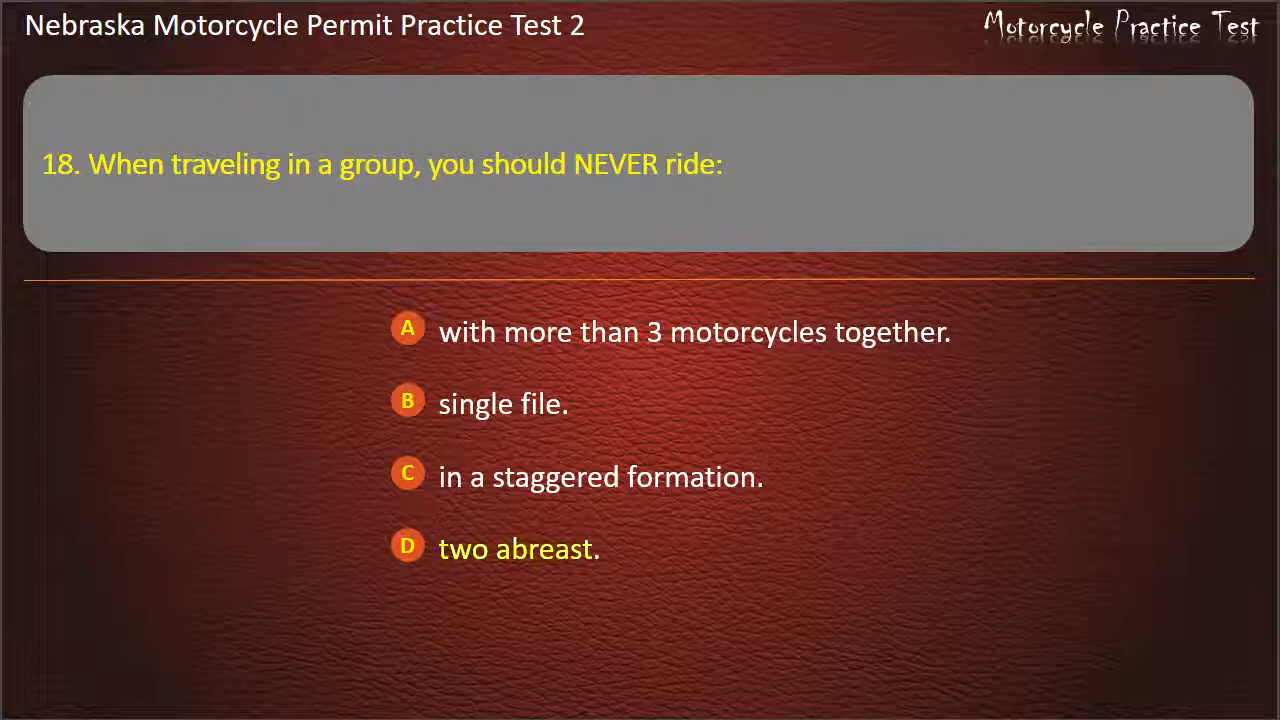 Nebraska Motorcycle Permit Practice Test 2
Motorcycle Practice Test
18. When traveling in a group, you should NEVER ride:
A with more than 3 motorcycles together.
B single file.
C in a staggered formation.
D two abreast.